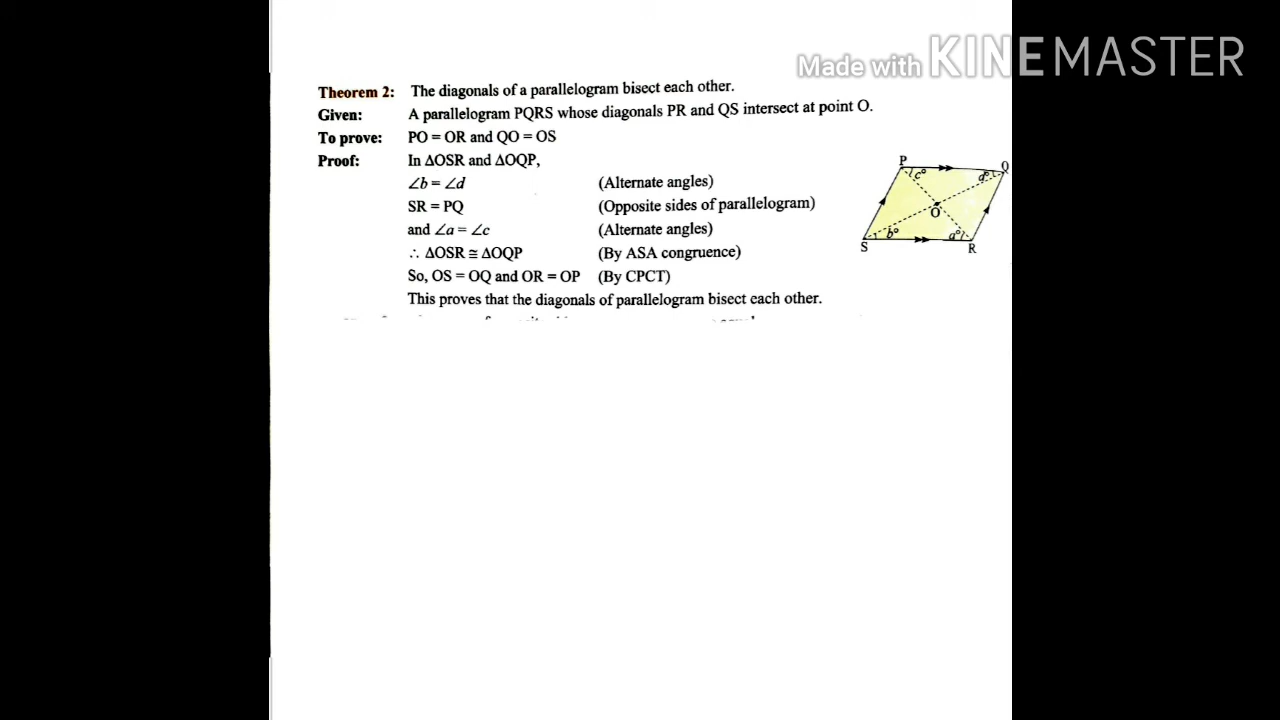 Made with KINEMASTER
Theorem 2: The diagonals of a parallelogram bisect each other.
Given: A parallelogram PQRS whose diagonals PR and QS intersect at point O.
To prove: PO = OR and QO = OS
Proof: In ΔOSR and ΔOQP,
∠b = ∠d (Alternate angles)
SR = PQ (Opposite sides of parallelogram)
and ∠a = ∠c (Alternate angles)
∴ ΔOSR ≅ ΔOQP (By ASA congruence)
So, OS = OQ and OR = OP (By CPCT)
This proves that the diagonals of parallelogram bisect each other.
P Q
c° d°
O
b° a°
S R